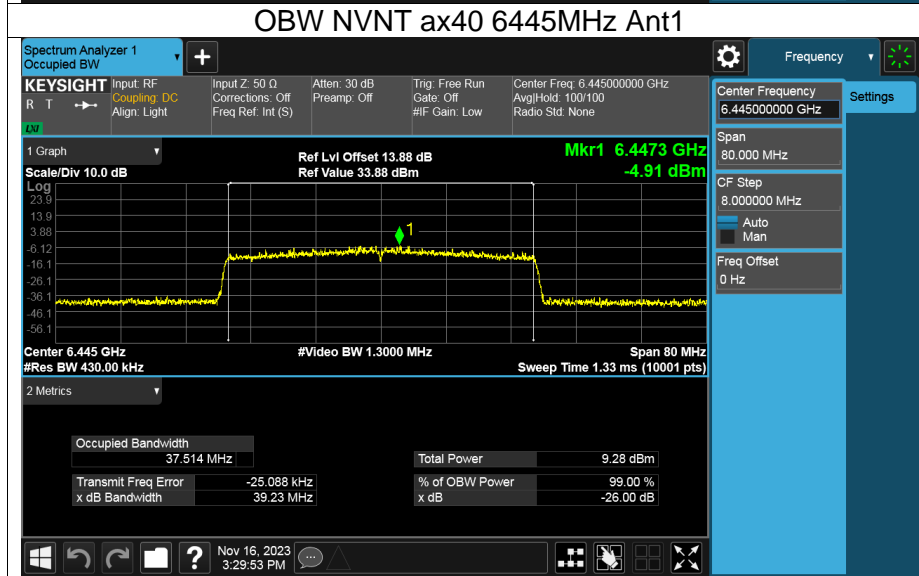 OBW NVNT ax40 6445MHz Ant1
Spectrum Analyzer 1
Occupied BW
+
Frequency
KEYSIGHT
R T
LXI
Input: RF
Coupling: DC
Align: Light
Input Z: 50 Ω
Corrections: Off
Freq Ref: Int (S)
Atten: 30 dB
Preamp: Off
Trig: Free Run
Gate: Off
#IF Gain: Low
Center Freq: 6.445000000 GHz
Avg|Hold: 100/100
Radio Std: None
Center Frequency
6.445000000 GHz
Settings
Span
80.000 MHz
CF Step
8.000000 MHz
Auto
Man
Freq Offset
0 Hz
1 Graph
Scale/Div 10.0 dB
Ref Lvl Offset 13.88 dB
Ref Value 33.88 dBm
Mkr1 6.4473 GHz
-4.91 dBm
Log
23.9
13.9
3.88
-6.12
-16.1
-26.1
-36.1
-46.1
-56.1
1
Center 6.445 GHz
#Res BW 430.00 kHz
#Video BW 1.3000 MHz
Span 80 MHz
Sweep Time 1.33 ms (10001 pts)
2 Metrics
Occupied Bandwidth
37.514 MHz
Transmit Freq Error -25.088 kHz
x dB Bandwidth 39.23 MHz
Total Power 9.28 dBm
% of OBW Power 99.00 %
x dB -26.00 dB
?
Nov 16, 2023
3:29:53 PM